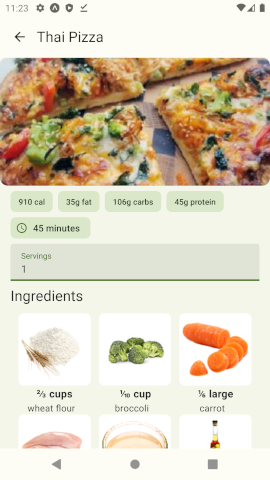 11:23
Thai Pizza
910 cal
35g fat
106g carbs
45g protein
45 minutes
Servings
1
Ingredients
⅔ cups
⅒ cup
⅙ large
wheat flour
broccoli
carrot